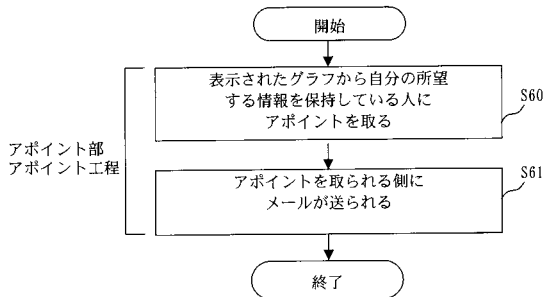 開始
表示されたグラフから自分の所望
する情報を保持している人に
アポイントを取る
S60
アポイント部
アポイント工程
アポイントを取られる側に
メールが送られる
S61
終了